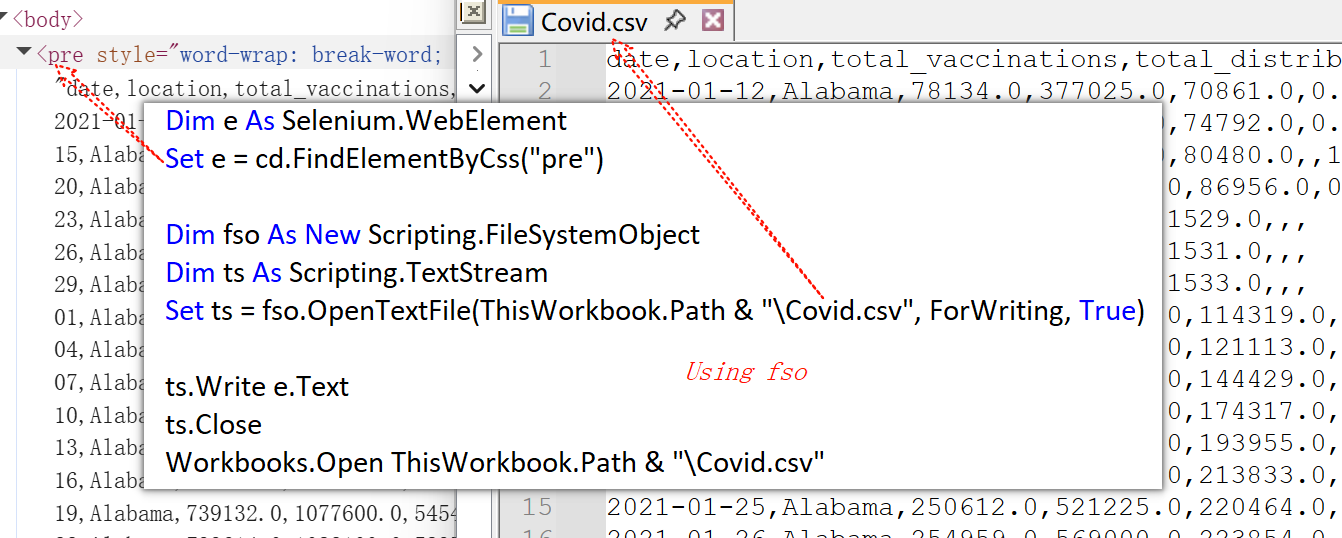 <body>
<pre style="word-wrap: break-word;
"date,location,total_vaccinations,
2021-01-
15,Alaba
20,Alaba
23,Alaba
26,Alaba
29,Alaba
01,Alaba
04,Alaba
07,Alaba
10,Alaba
13,Alaba
16,Alaba
19,Alabama,739132.0,1077600.0,5454
Covid.csv
1 date,location,total_vaccinations,total_distrib
2 2021-01-12,Alabama,78134.0,377025.0,70861.0,0.
,74792.0,0.
,80480.0,,1
0,86956.0,0
1529.0,,,
1531.0,,,
1533.0,,,
0,114319.0,
0,121113.0,
0,144429.0,
0,174317.0,
0,193955.0,
0,213833.0,
15 2021-01-25,Alabama,250612.0,521225.0,220464.0,
Dim e As Selenium.WebElement
Set e = cd.FindElementByCss("pre")
Dim fso As New Scripting.FileSystemObject
Dim ts As Scripting.TextStream
Set ts = fso.OpenTextFile(ThisWorkbook.Path & "\Covid.csv", ForWriting, True)
Using fso
ts.Write e.Text
ts.Close
Workbooks.Open ThisWorkbook.Path & "\Covid.csv"